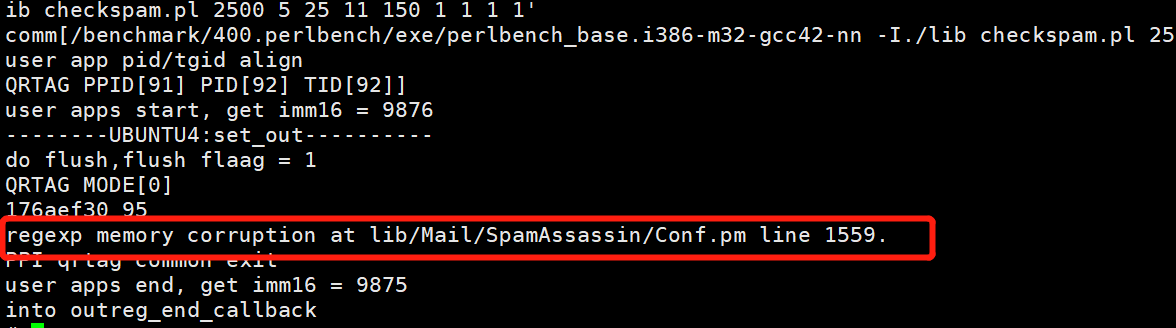 ib checkspam.pl 2500 5 25 11 150 1 1 1 1'
comm[/benchmark/400.perlbench/exe/perlbench_base.i386-m32-gcc42-nn -I./lib checkspam.pl 25
user app pid/tgid align
QRTAG PPID[91] PID[92] TID[92]]
user apps start, get imm16 = 9876
--------UBUNTU4:set_out----------
do flush,flush flaag = 1
QRTAG MODE[0]
176aef30 95
regexp memory corruption at lib/Mail/SpamAssassin/Conf.pm line 1559.
PPI qrtag common exit
user apps end, get imm16 = 9875
into outreg_end_callback